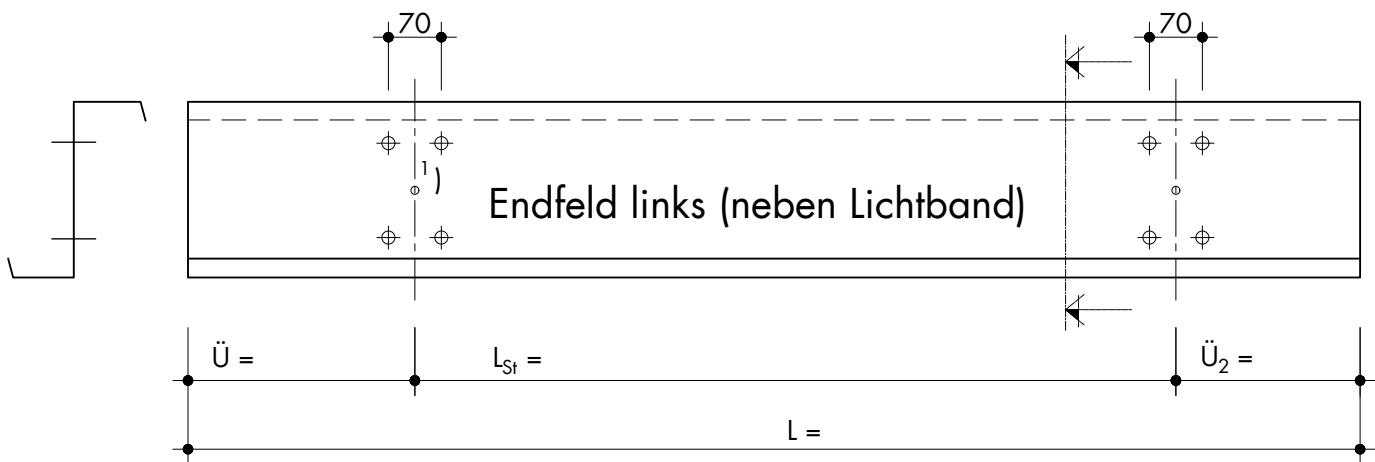 70 70
1)
Endfeld links (neben Lichtband)
Ü = L_St = Ü_2 =
L =